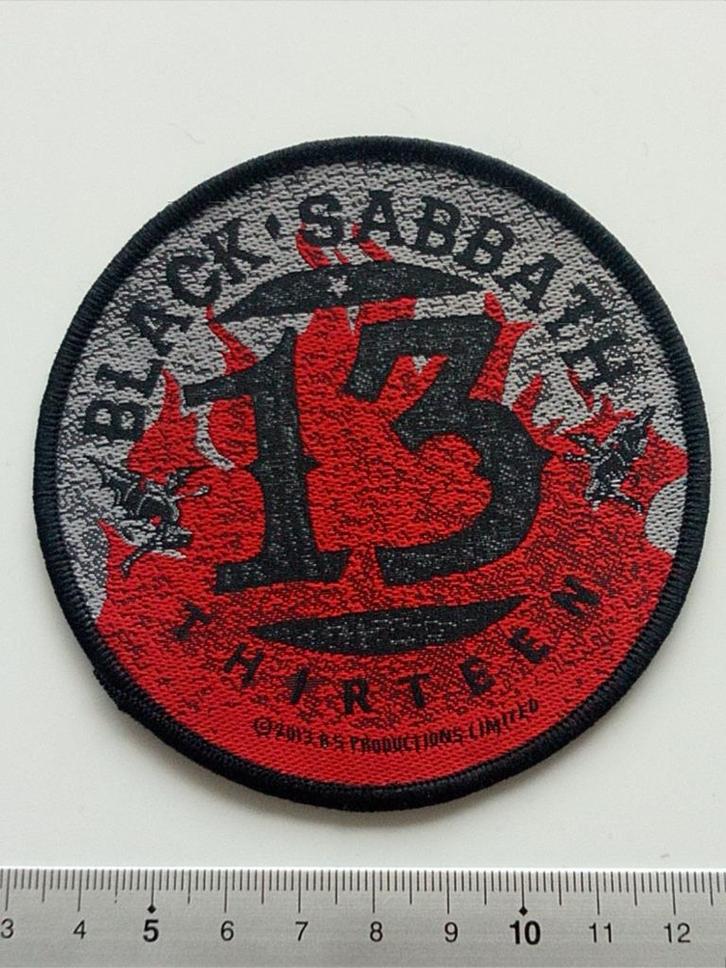 BLACK · SABBATH
13
THIRTEEN
©2013 B S PRODUCTIONS LIMITED
3 4 5 6 7 8 9 10 11 12